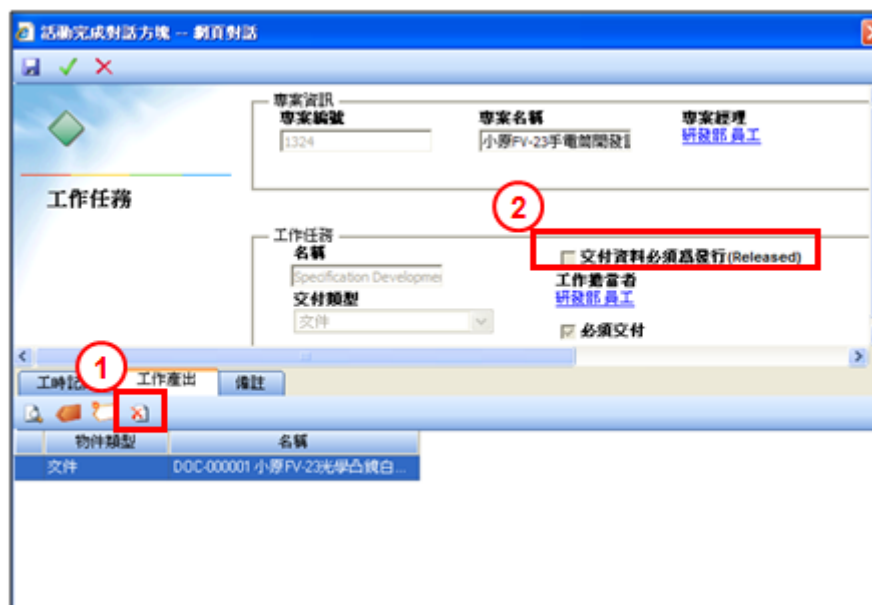 活動完成對話方塊 -- 網頁對話
專案資訊
專案編號
專案名稱
專案經理
1324
小原FV-23手電筒開發
研發部 員工
工作任務
2
工作任務
名稱
交付資料必須為發行(Released)
Specification Developme
工作擔當者
研發部 員工
交付類型
文件
必須交付
1
工時記
工作產出
備註
物件類型
名稱
文件
DOC-000001 小原FV-23光學凸鏡白...